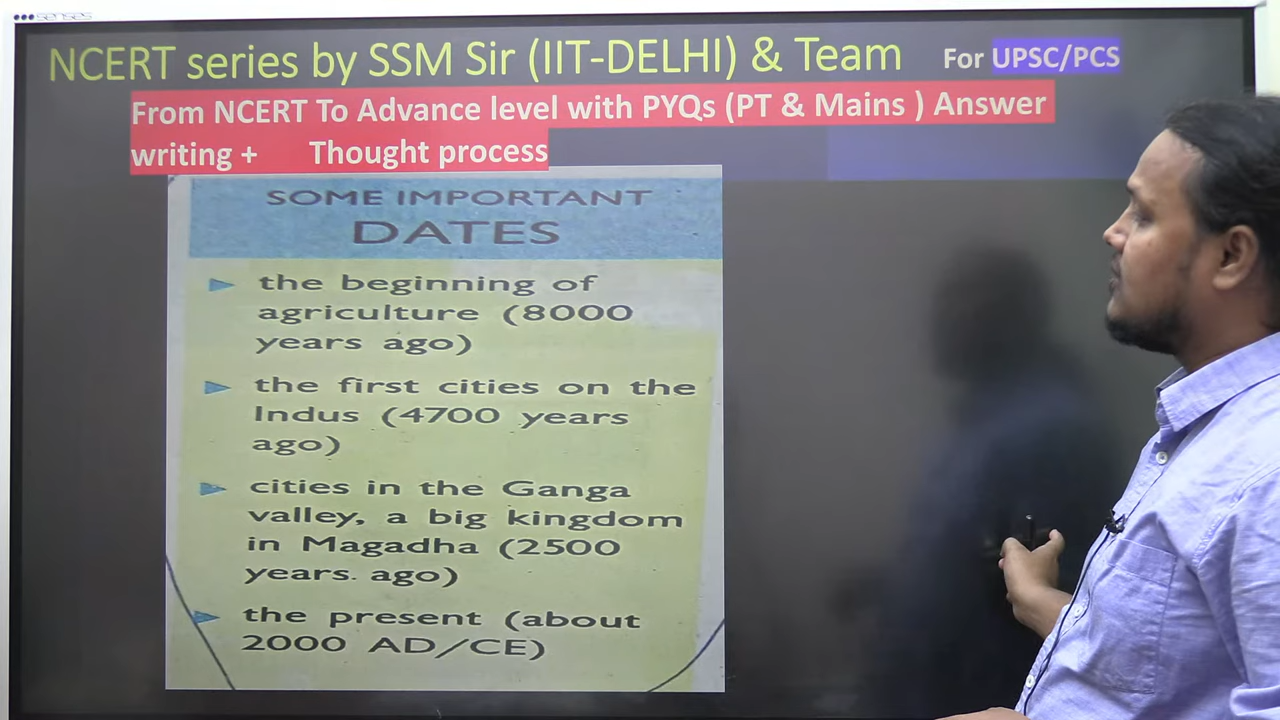 NCERT series by SSM Sir (IIT-DELHI) & Team For UPSC/PCS
From NCERT To Advance level with PYQs (PT & Mains ) Answer
writing + Thought process
SOME IMPORTANT
DATES
the beginning of
agriculture (8000
years ago)
the first cities on the
Indus (4700 years
ago)
cities in the Ganga
valley, a big kingdom
in Magadha (2500
years. ago)
the present (about
2000 AD/CE)